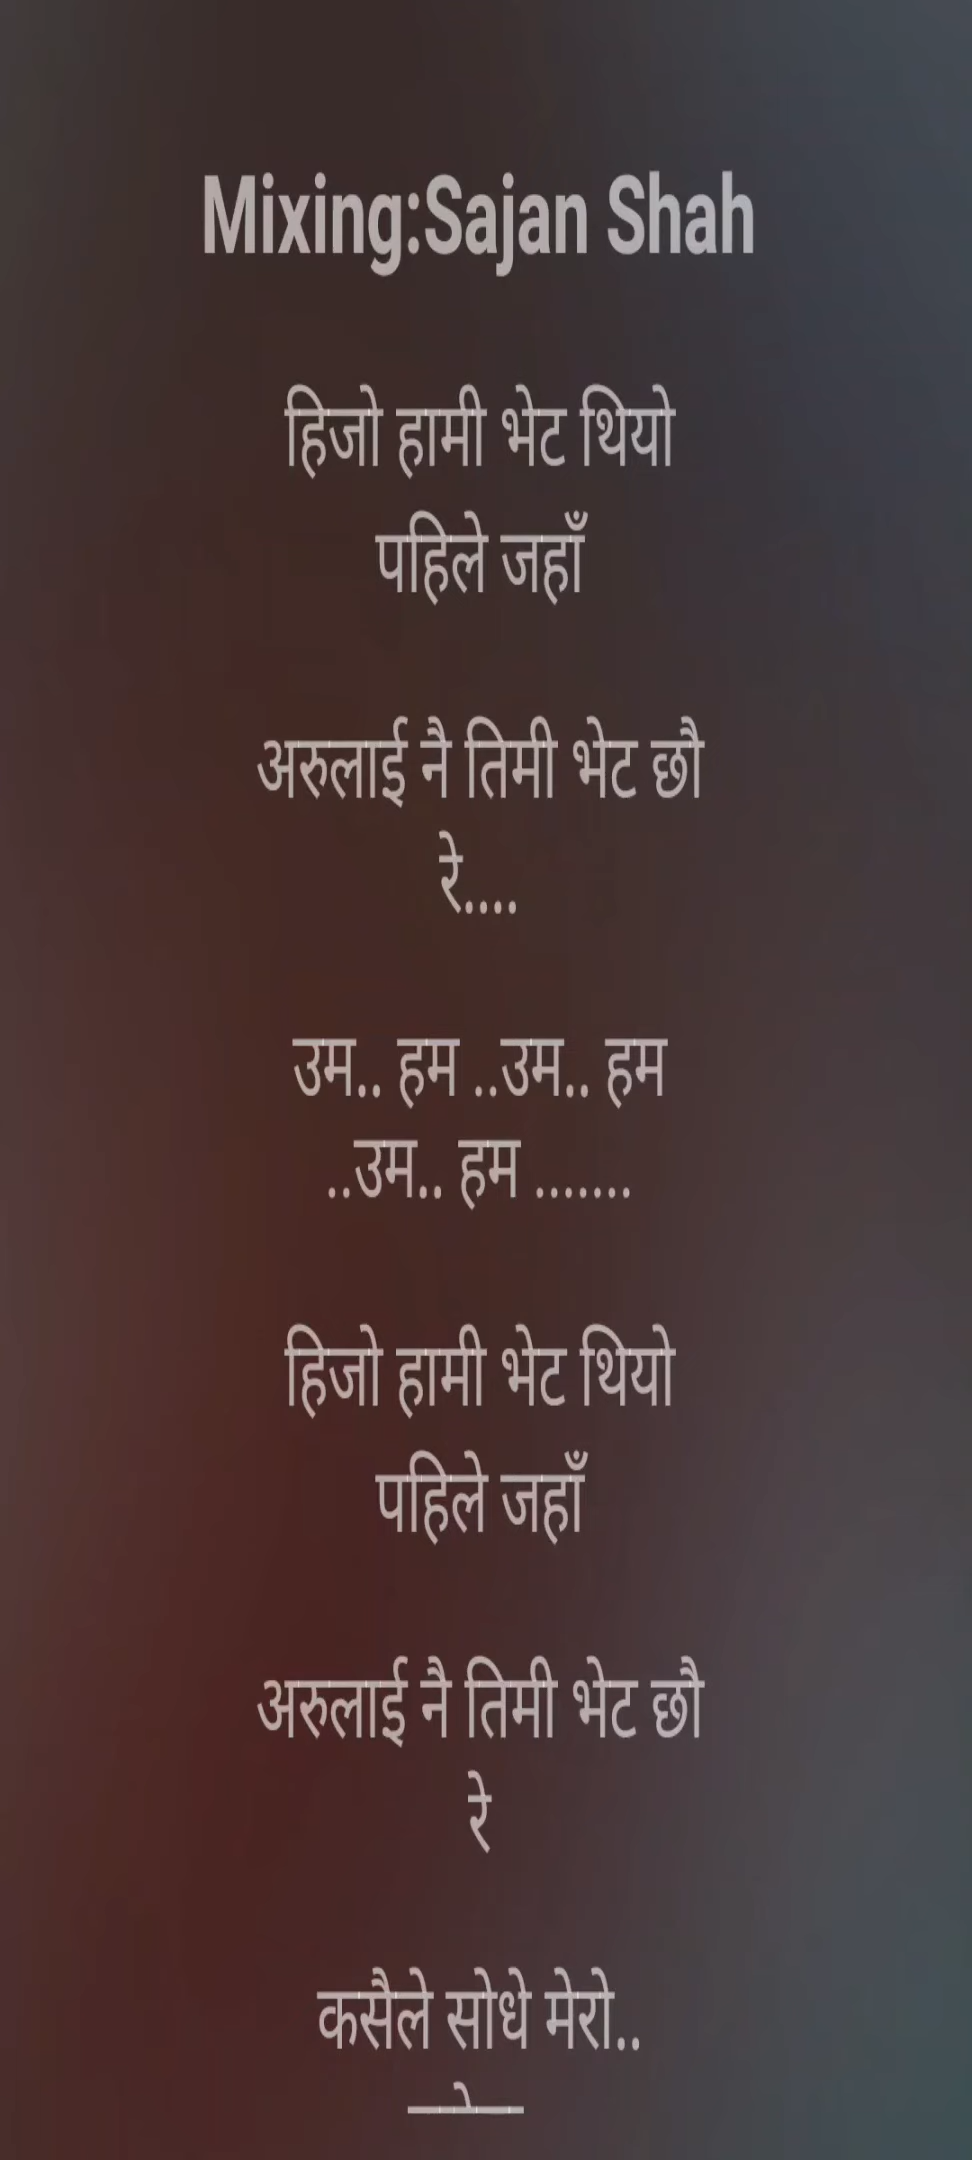 Mixing:Sajan Shah
हिजो हामी भेट थियो
पहिले जहाँ
अरुलाई नै तिमी भेट छौ
रे....
उम.. हम ..उम.. हम
..उम.. हम .......
हिजो हामी भेट थियो
पहिले जहाँ
अरुलाई नै तिमी भेट छौ
रे
कसैले सोधे मेरो..